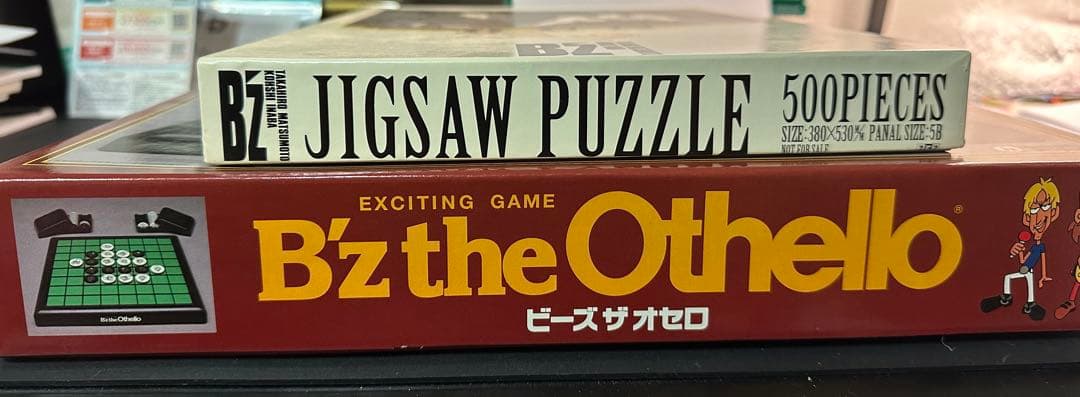 B'z
B'z
TAKAHIRO MATSUMOTO
KOSHI INABA
JIGSAW PUZZLE
500PIECES
SIZE:380×530㎜ PANAL SIZE:5B
NOT FOR SALE
EXCITING GAME
B'z the Othello®
ビーズ ザ オセロ
B'z the Othello